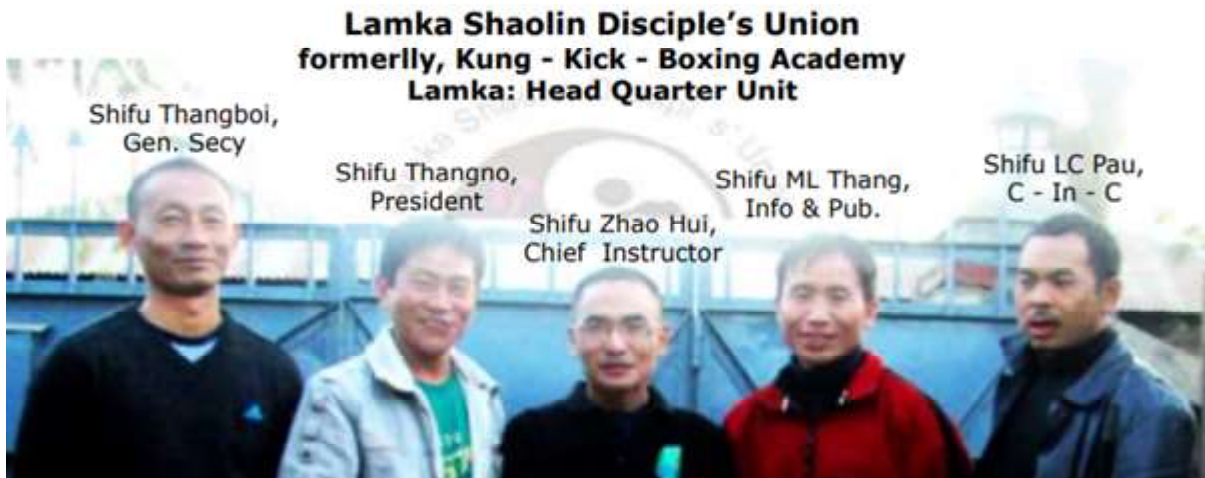 Lamka Shaolin Disciple's Union
formerlly, Kung - Kick - Boxing Academy
Lamka: Head Quarter Unit
Shifu Thangboi,
Gen. Secy
Shifu Thangno,
President
Shifu Zhao Hui,
Chief Instructor
Shifu ML Thang,
Info & Pub.
Shifu LC Pau,
C - In - C